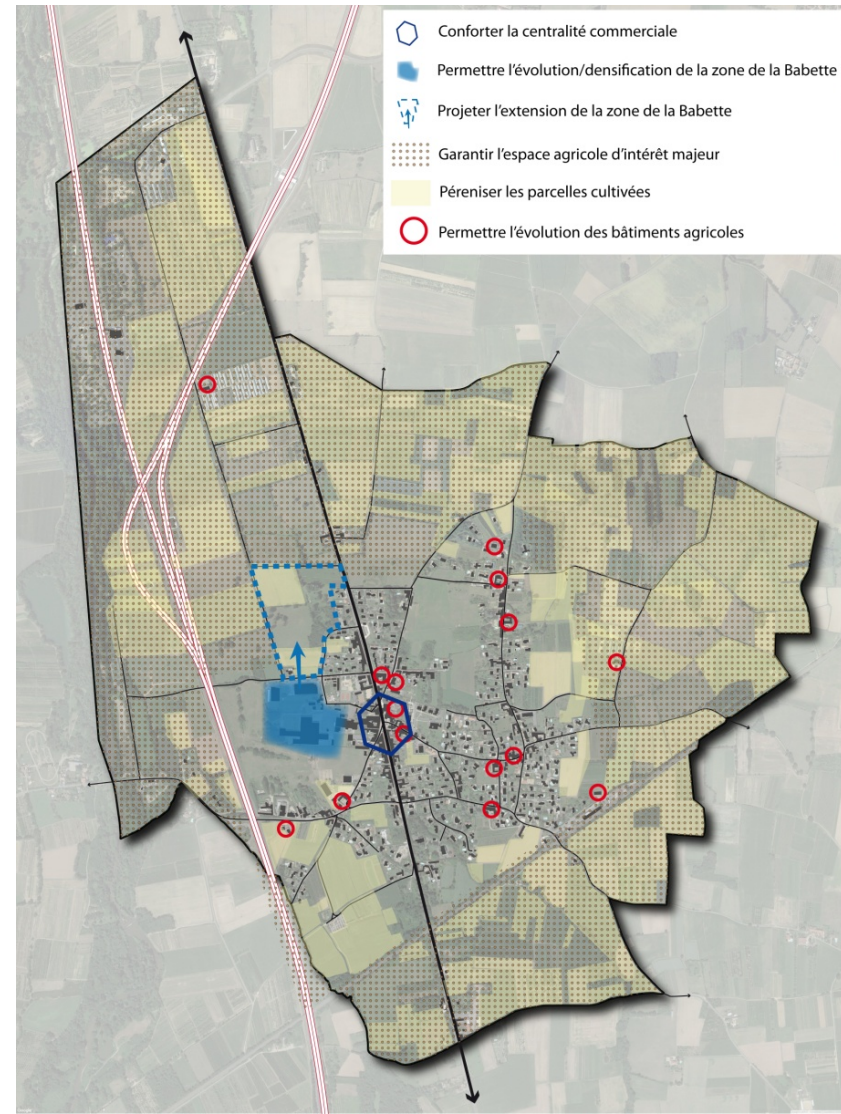 Conforter la centralité commerciale
Permettre l'évolution/densification de la zone de la Babette
Projeter l'extension de la zone de la Babette
Garantir l'espace agricole d'intérêt majeur
Péreniser les parcelles cultivées
Permettre l'évolution des bâtiments agricoles